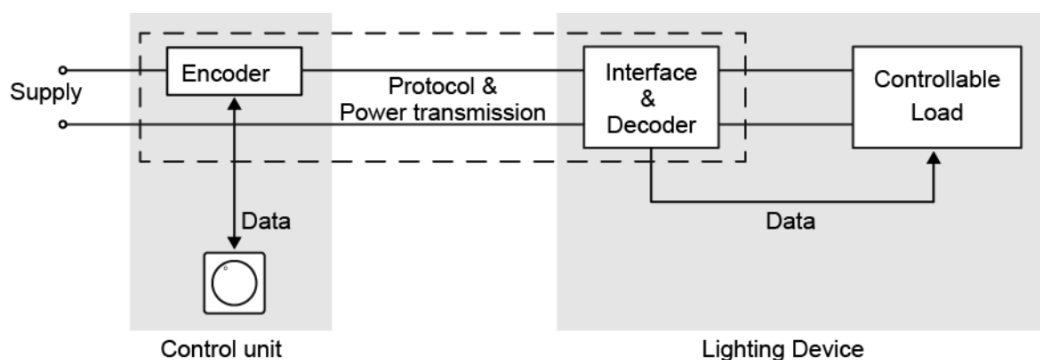 Supply
Encoder
Protocol &
Power transmission
Interface
&
Decoder
Controllable
Load
Data
Data
Control unit
Lighting Device